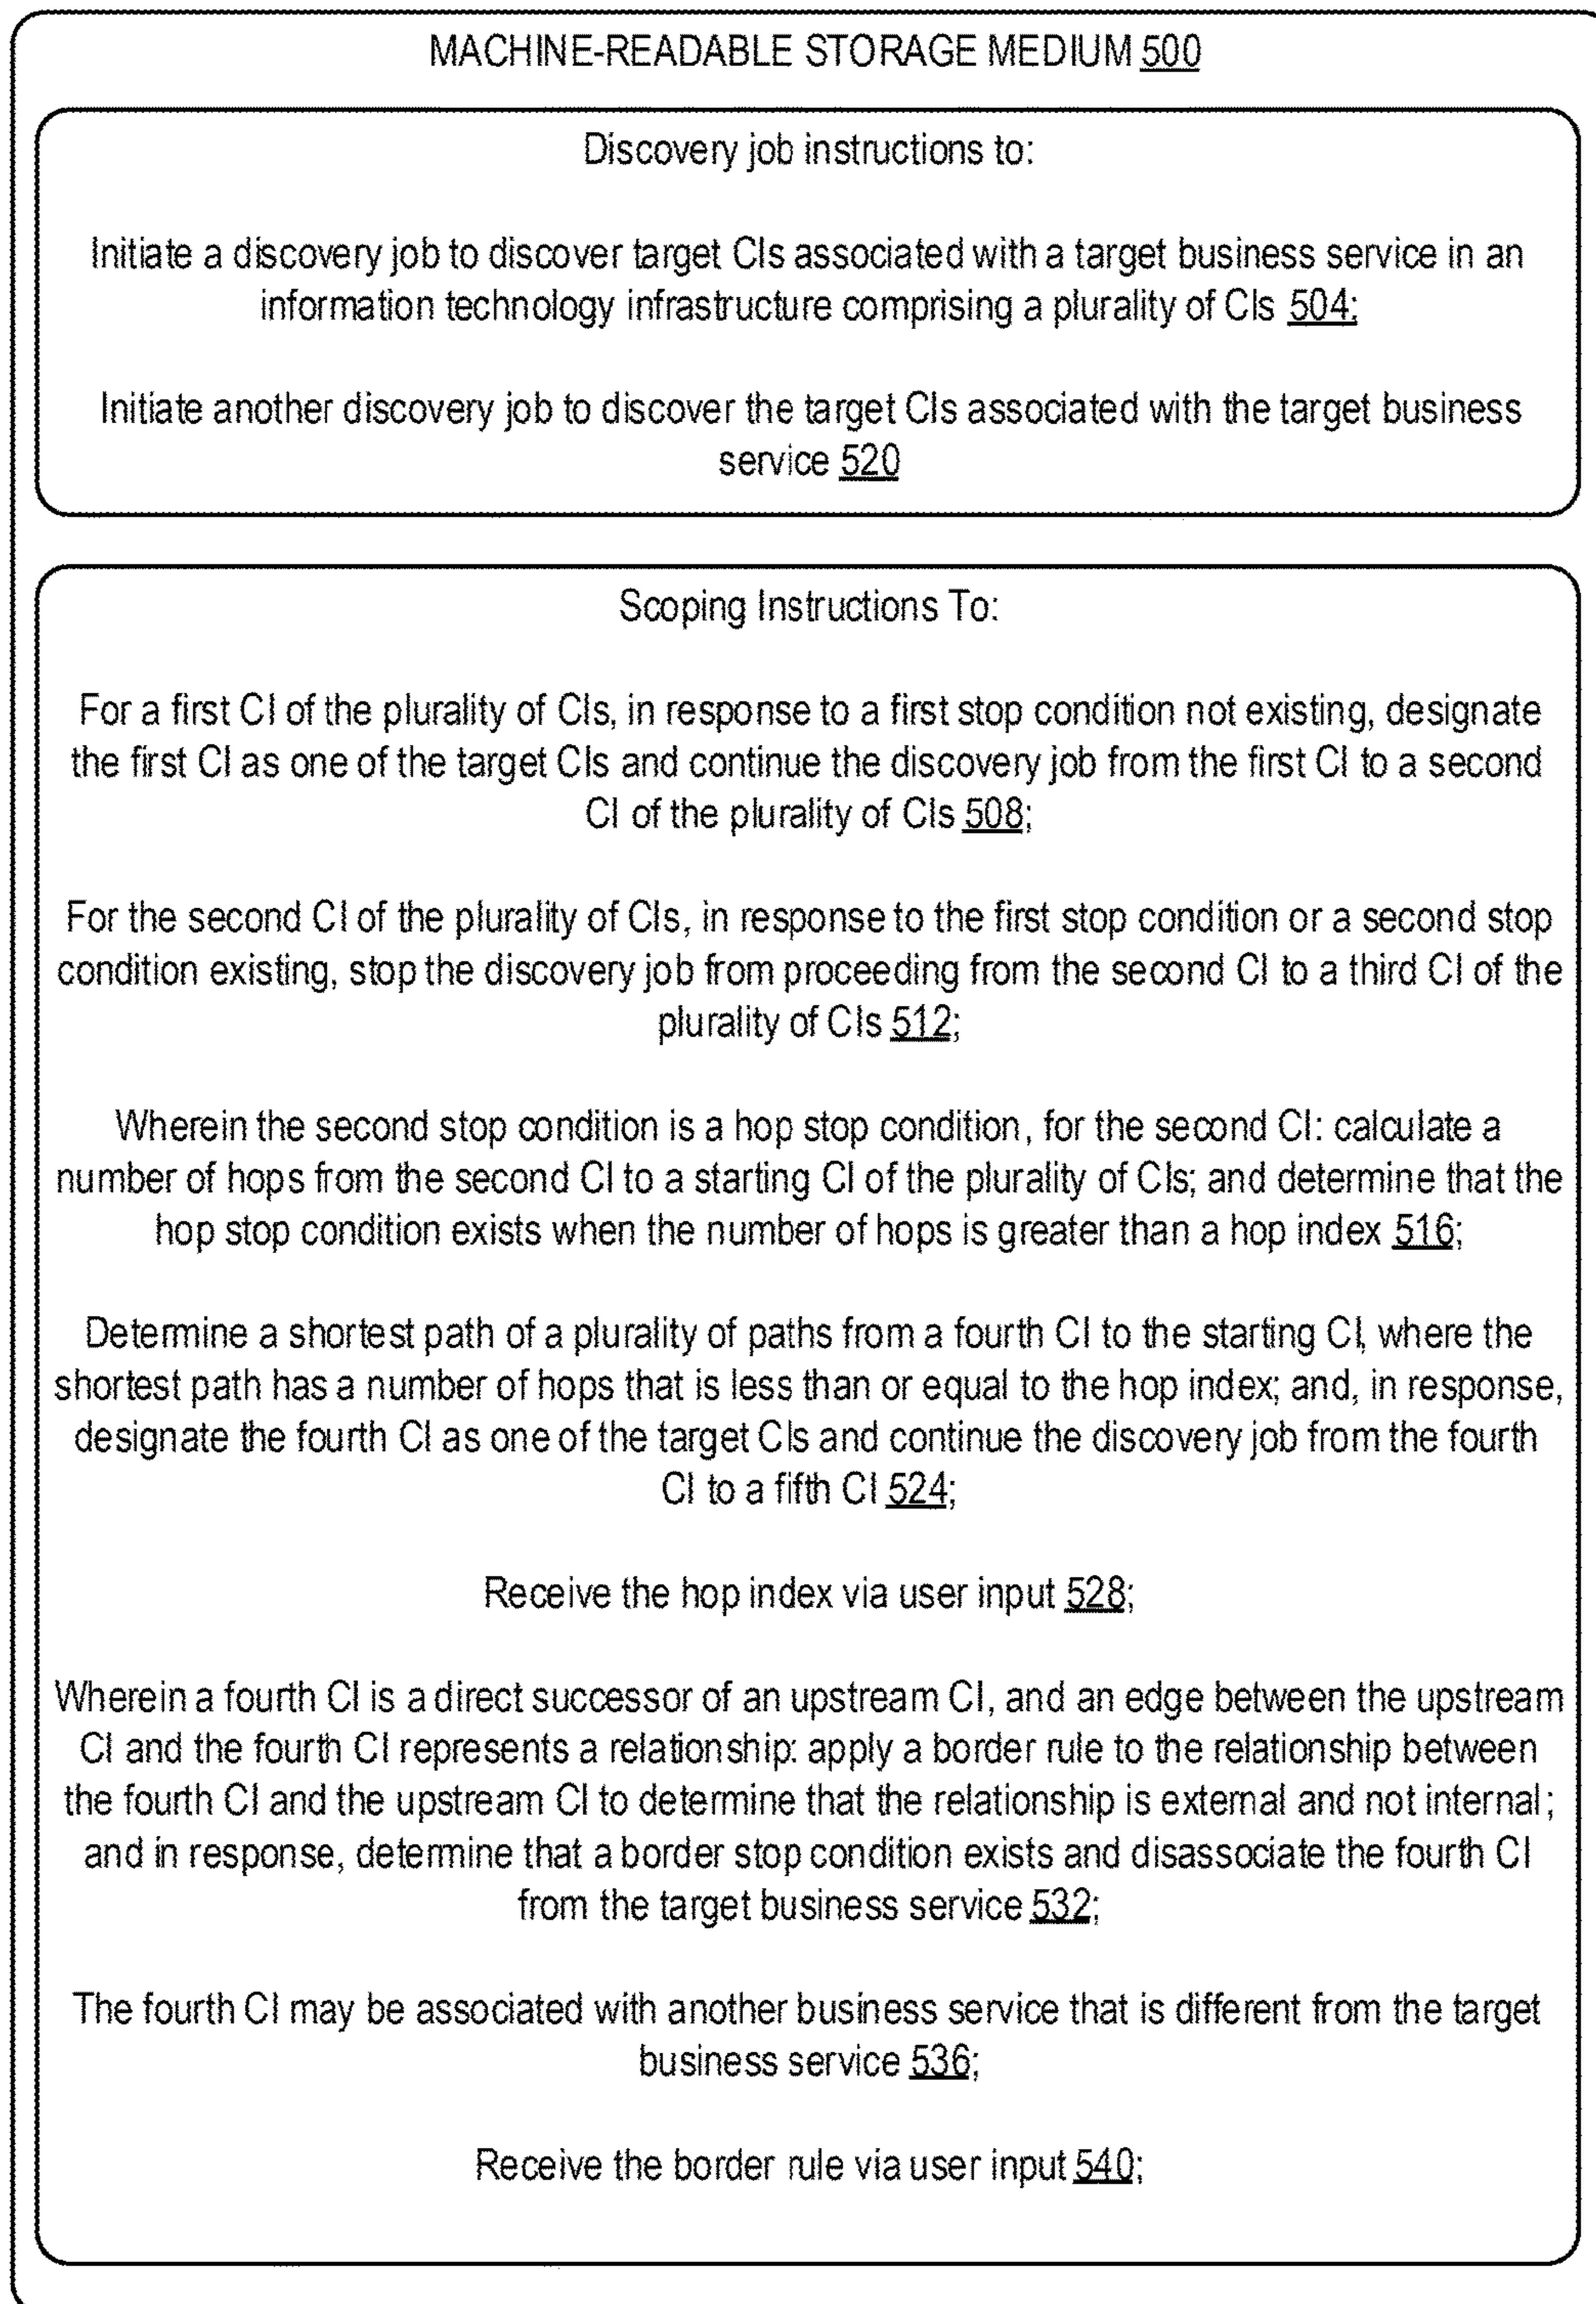 MACHINE-READABLE STORAGE MEDIUM 500
Discovery job instructions to:
Initiate a discovery job to discover target CIs associated with a target business service in an
information technology infrastructure comprising a plurality of CIs 504;
Initiate another discovery job to discover the target CIs associated with the target business
service 520
Scoping Instructions To:
For a first CI of the plurality of CIs, in response to a first stop condition not existing, designate
the first CI as one of the target CIs and continue the discovery job from the first CI to a second
CI of the plurality of CIs 508;
For the second CI of the plurality of CIs, in response to the first stop condition or a second stop
condition existing, stop the discovery job from proceeding from the second CI to a third CI of the
plurality of CIs 512;
Wherein the second stop condition is a hop stop condition, for the second CI: calculate a
number of hops from the second CI to a starting CI of the plurality of CIs; and determine that the
hop stop condition exists when the number of hops is greater than a hop index 516;
Determine a shortest path of a plurality of paths from a fourth CI to the starting CI, where the
shortest path has a number of hops that is less than or equal to the hop index; and, in response,
designate the fourth CI as one of the target CIs and continue the discovery job from the fourth
CI to a fifth CI 524;
Receive the hop index via user input 528;
Wherein a fourth CI is a direct successor of an upstream CI, and an edge between the upstream
CI and the fourth CI represents a relationship: apply a border rule to the relationship between
the fourth CI and the upstream CI to determine that the relationship is external and not internal;
and in response, determine that a border stop condition exists and disassociate the fourth CI
from the target business service 532;
The fourth CI may be associated with another business service that is different from the target
business service 536;
Receive the border rule via user input 540;